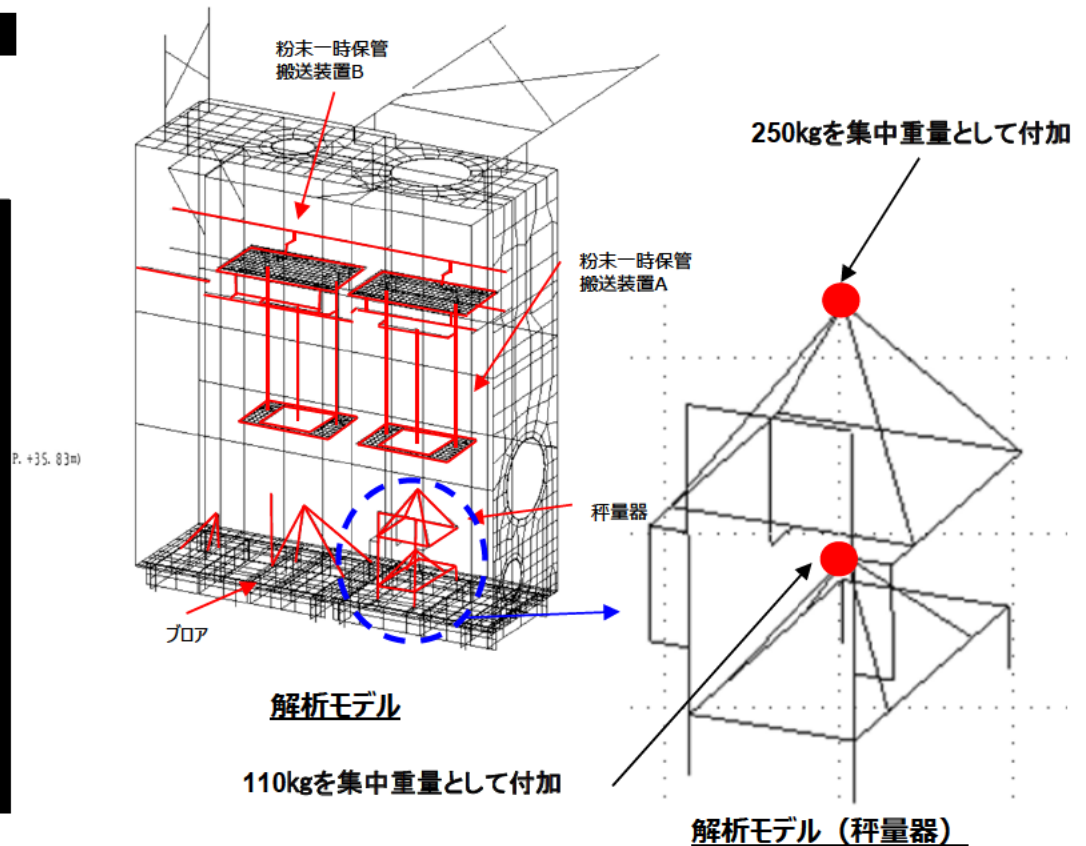 粉末一時保管
搬送装置B
250kgを集中重量として付加
粉末一時保管
搬送装置A
P. +35.83m)
秤量器
ブロア
解析モデル
110kgを集中重量として付加
解析モデル（秤量器）